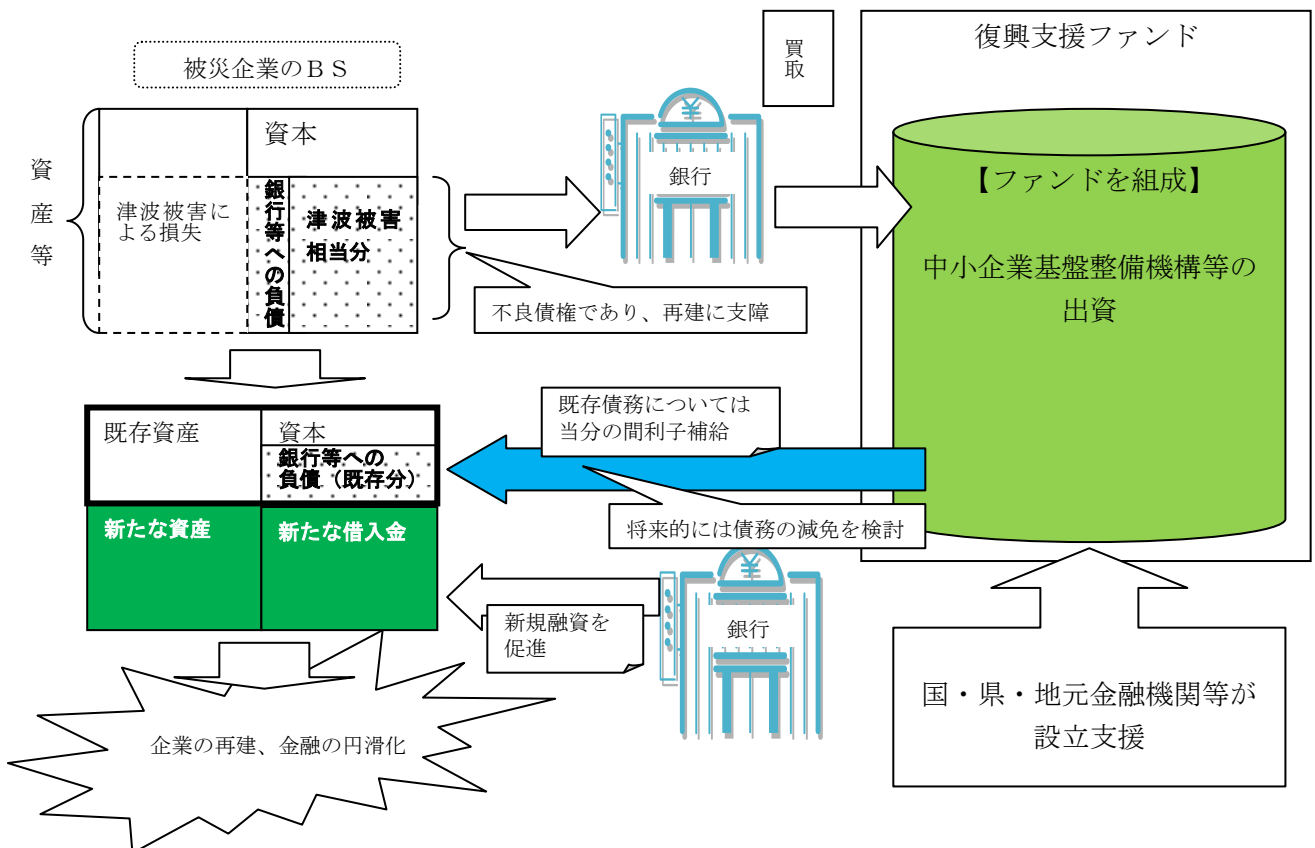 被災企業のＢＳ
資産等
資本
津波被害に
よる損失
銀行等への負債
津波被害
相当分
銀行
買取
復興支援ファンド
【ファンドを組成】
中小企業基盤整備機構等の
出資
不良債権であり、再建に支障
既存資産
資本
銀行等への
負債（既存分）
新たな資産
新たな借入金
既存債務については
当分の間利子補給
将来的には債務の減免を検討
新規融資を
促進
銀行
国・県・地元金融機関等が
設立支援
企業の再建、金融の円滑化